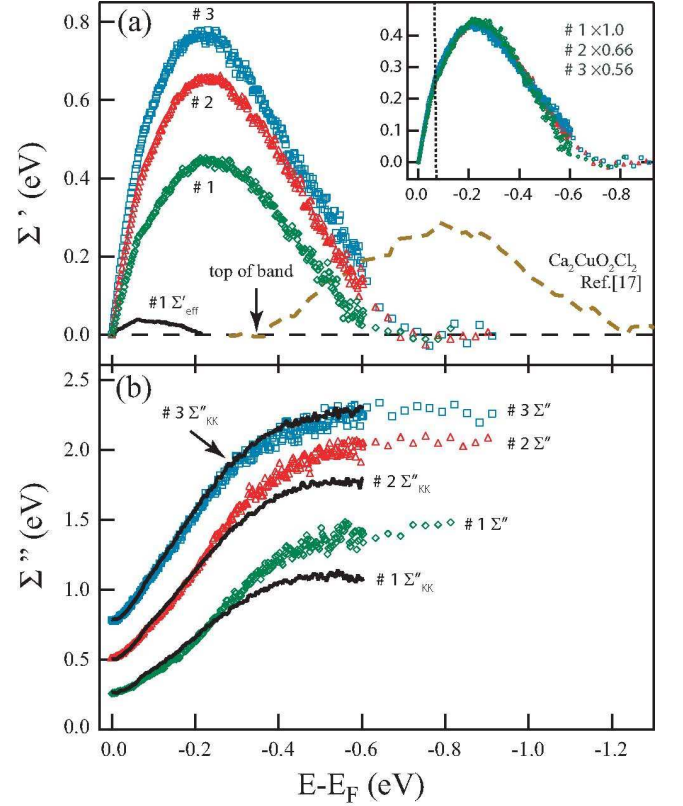 (a)
# 3
# 2
# 1
#1 Σ′eff
top of band
Ca2CuO2Cl2
Ref.[17]
# 1 ×1.0
# 2 ×0.66
# 3 ×0.56
0.4
0.3
0.2
0.1
0.0
0.0 -0.2 -0.4 -0.6 -0.8
0.8
0.6
0.4
0.2
0.0
Σ ' (eV)
(b)
# 3 Σ″KK
# 3 Σ″
# 2 Σ″
# 2 Σ″KK
# 1 Σ″
# 1 Σ″KK
2.5
2.0
1.5
1.0
0.5
0.0
Σ " (eV)
0.0 -0.2 -0.4 -0.6 -0.8 -1.0 -1.2
E-EF (eV)